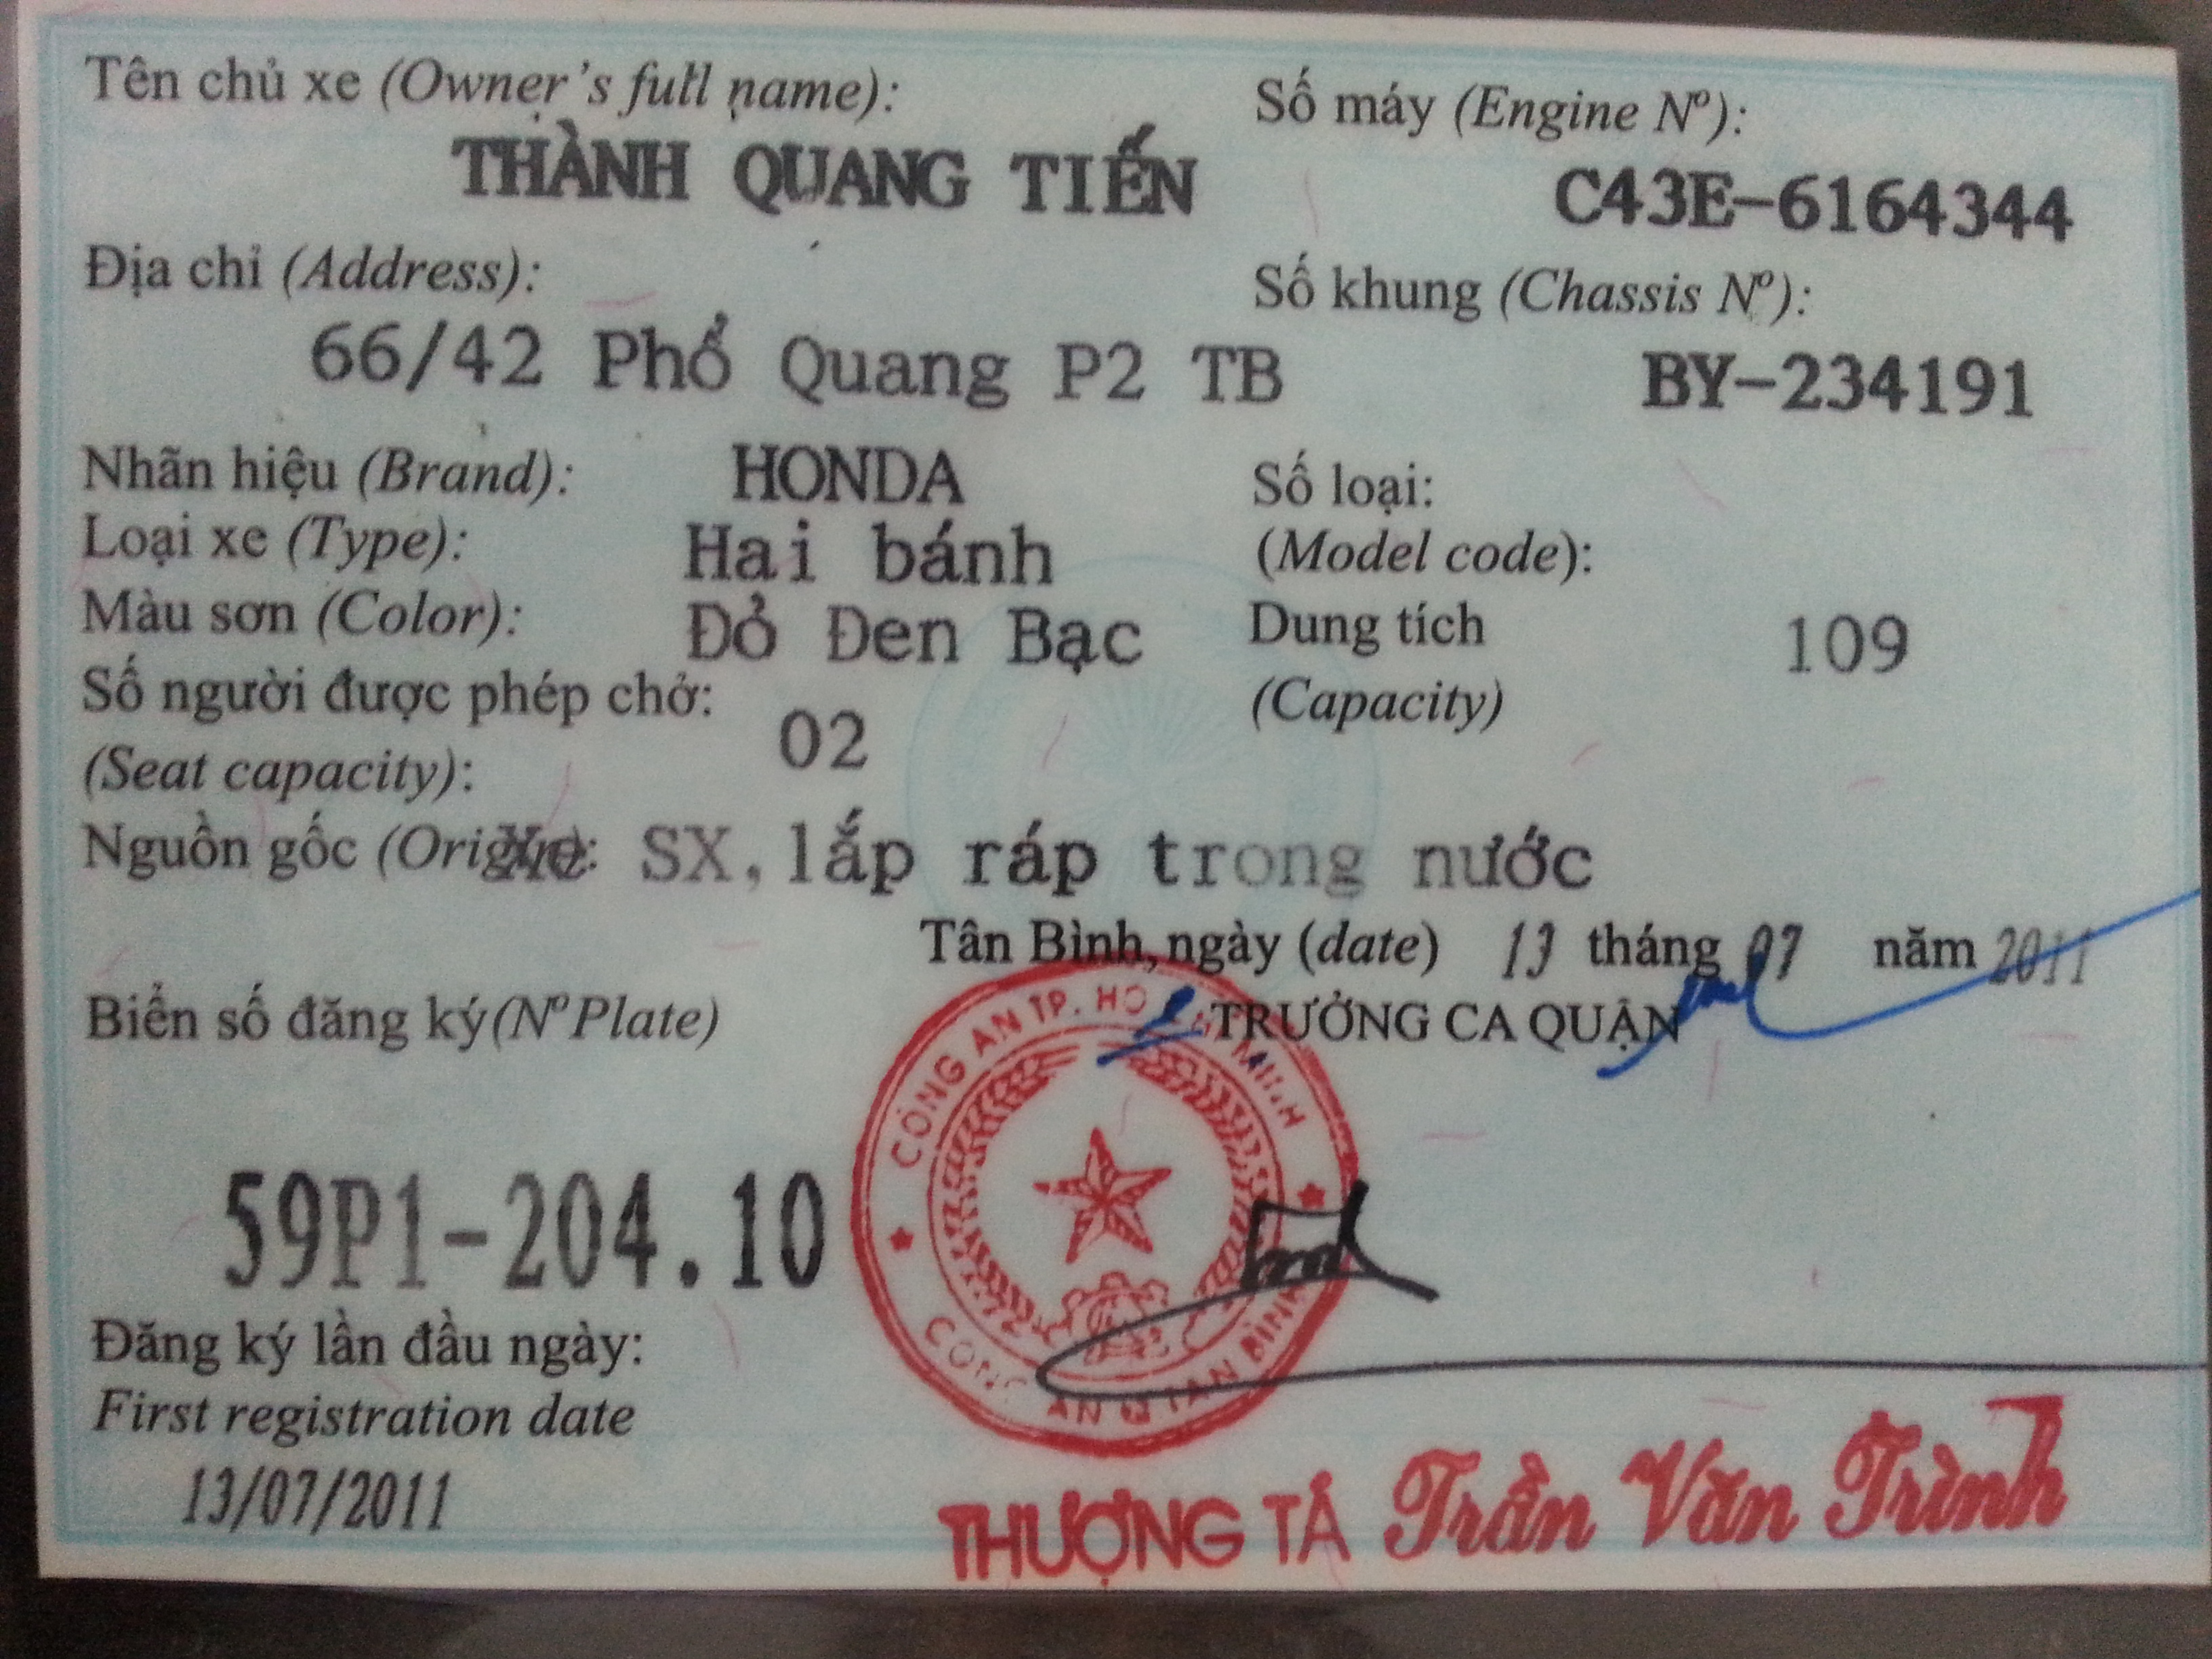 Tên chủ xe (Owner's full name):
Số máy (Engine Nº):
THÀNH QUANG TIẾN
C43E-6164344
Địa chỉ (Address):
Số khung (Chassis Nº):
66/42 Phổ Quang P2 TB
BY-234191
Nhãn hiệu (Brand): HONDA
Số loại:
Loại xe (Type): Hai bánh
(Model code):
Màu sơn (Color): Đỏ Đen Bạc
Dung tích 109
Số người được phép chở: 02
(Capacity)
(Seat capacity):
Nguồn gốc (Origine: SX, lắp ráp trong nước
Tân Bình, ngày (date) 13 tháng 07 năm 2011
Biển số đăng ký (Nº Plate)
TRƯỞNG CA QUẬN
59P1-204.10
CÔNG AN TP. HỒ CHÍ MINH
CÔNG AN Q TÂN BÌNH
Đăng ký lần đầu ngày:
First registration date
13/07/2011
THƯỢNG TÁ Trần Văn Trình